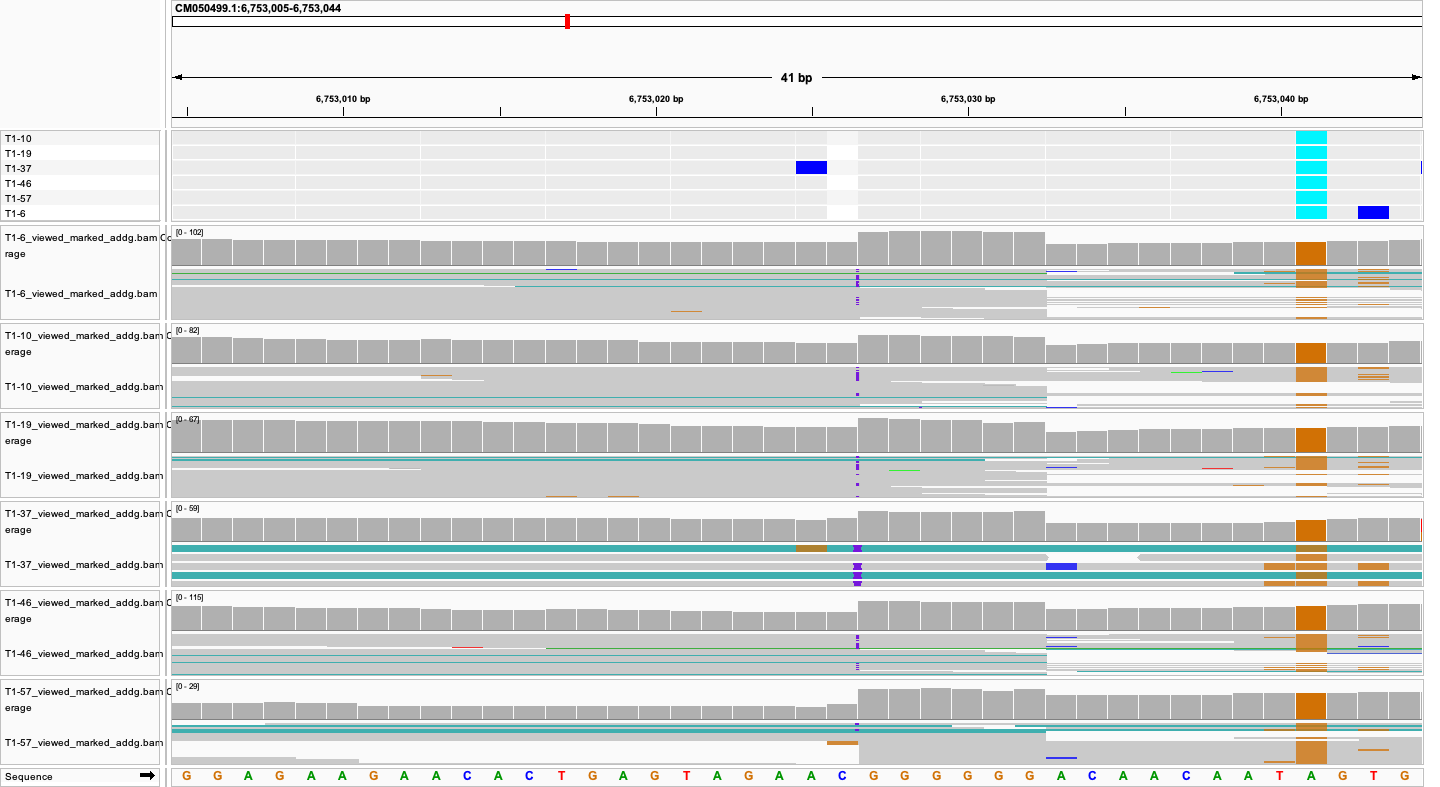 CM050499.1:6,753,005-6,753,044
41 bp
6,753,010 bp 6,753,020 bp 6,753,030 bp 6,753,040 bp
T1-10
T1-19
T1-37
T1-46
T1-57
T1-6
T1-6_viewed_marked_addg.bam Co
rage
[0 - 102]
T1-6_viewed_marked_addg.bam
T1-10_viewed_marked_addg.bam C
erage
[0 - 82]
T1-10_viewed_marked_addg.bam
T1-19_viewed_marked_addg.bam C
erage
[0 - 67]
T1-19_viewed_marked_addg.bam
T1-37_viewed_marked_addg.bam C
erage
[0 - 59]
T1-37_viewed_marked_addg.bam
T1-46_viewed_marked_addg.bam C
erage
[0 - 115]
T1-46_viewed_marked_addg.bam
T1-57_viewed_marked_addg.bam C
erage
[0 - 29]
T1-57_viewed_marked_addg.bam
Sequence G G A G A A G A A C A C T G A G T A G A A C G G G G G G A C A A C A A T A G T G